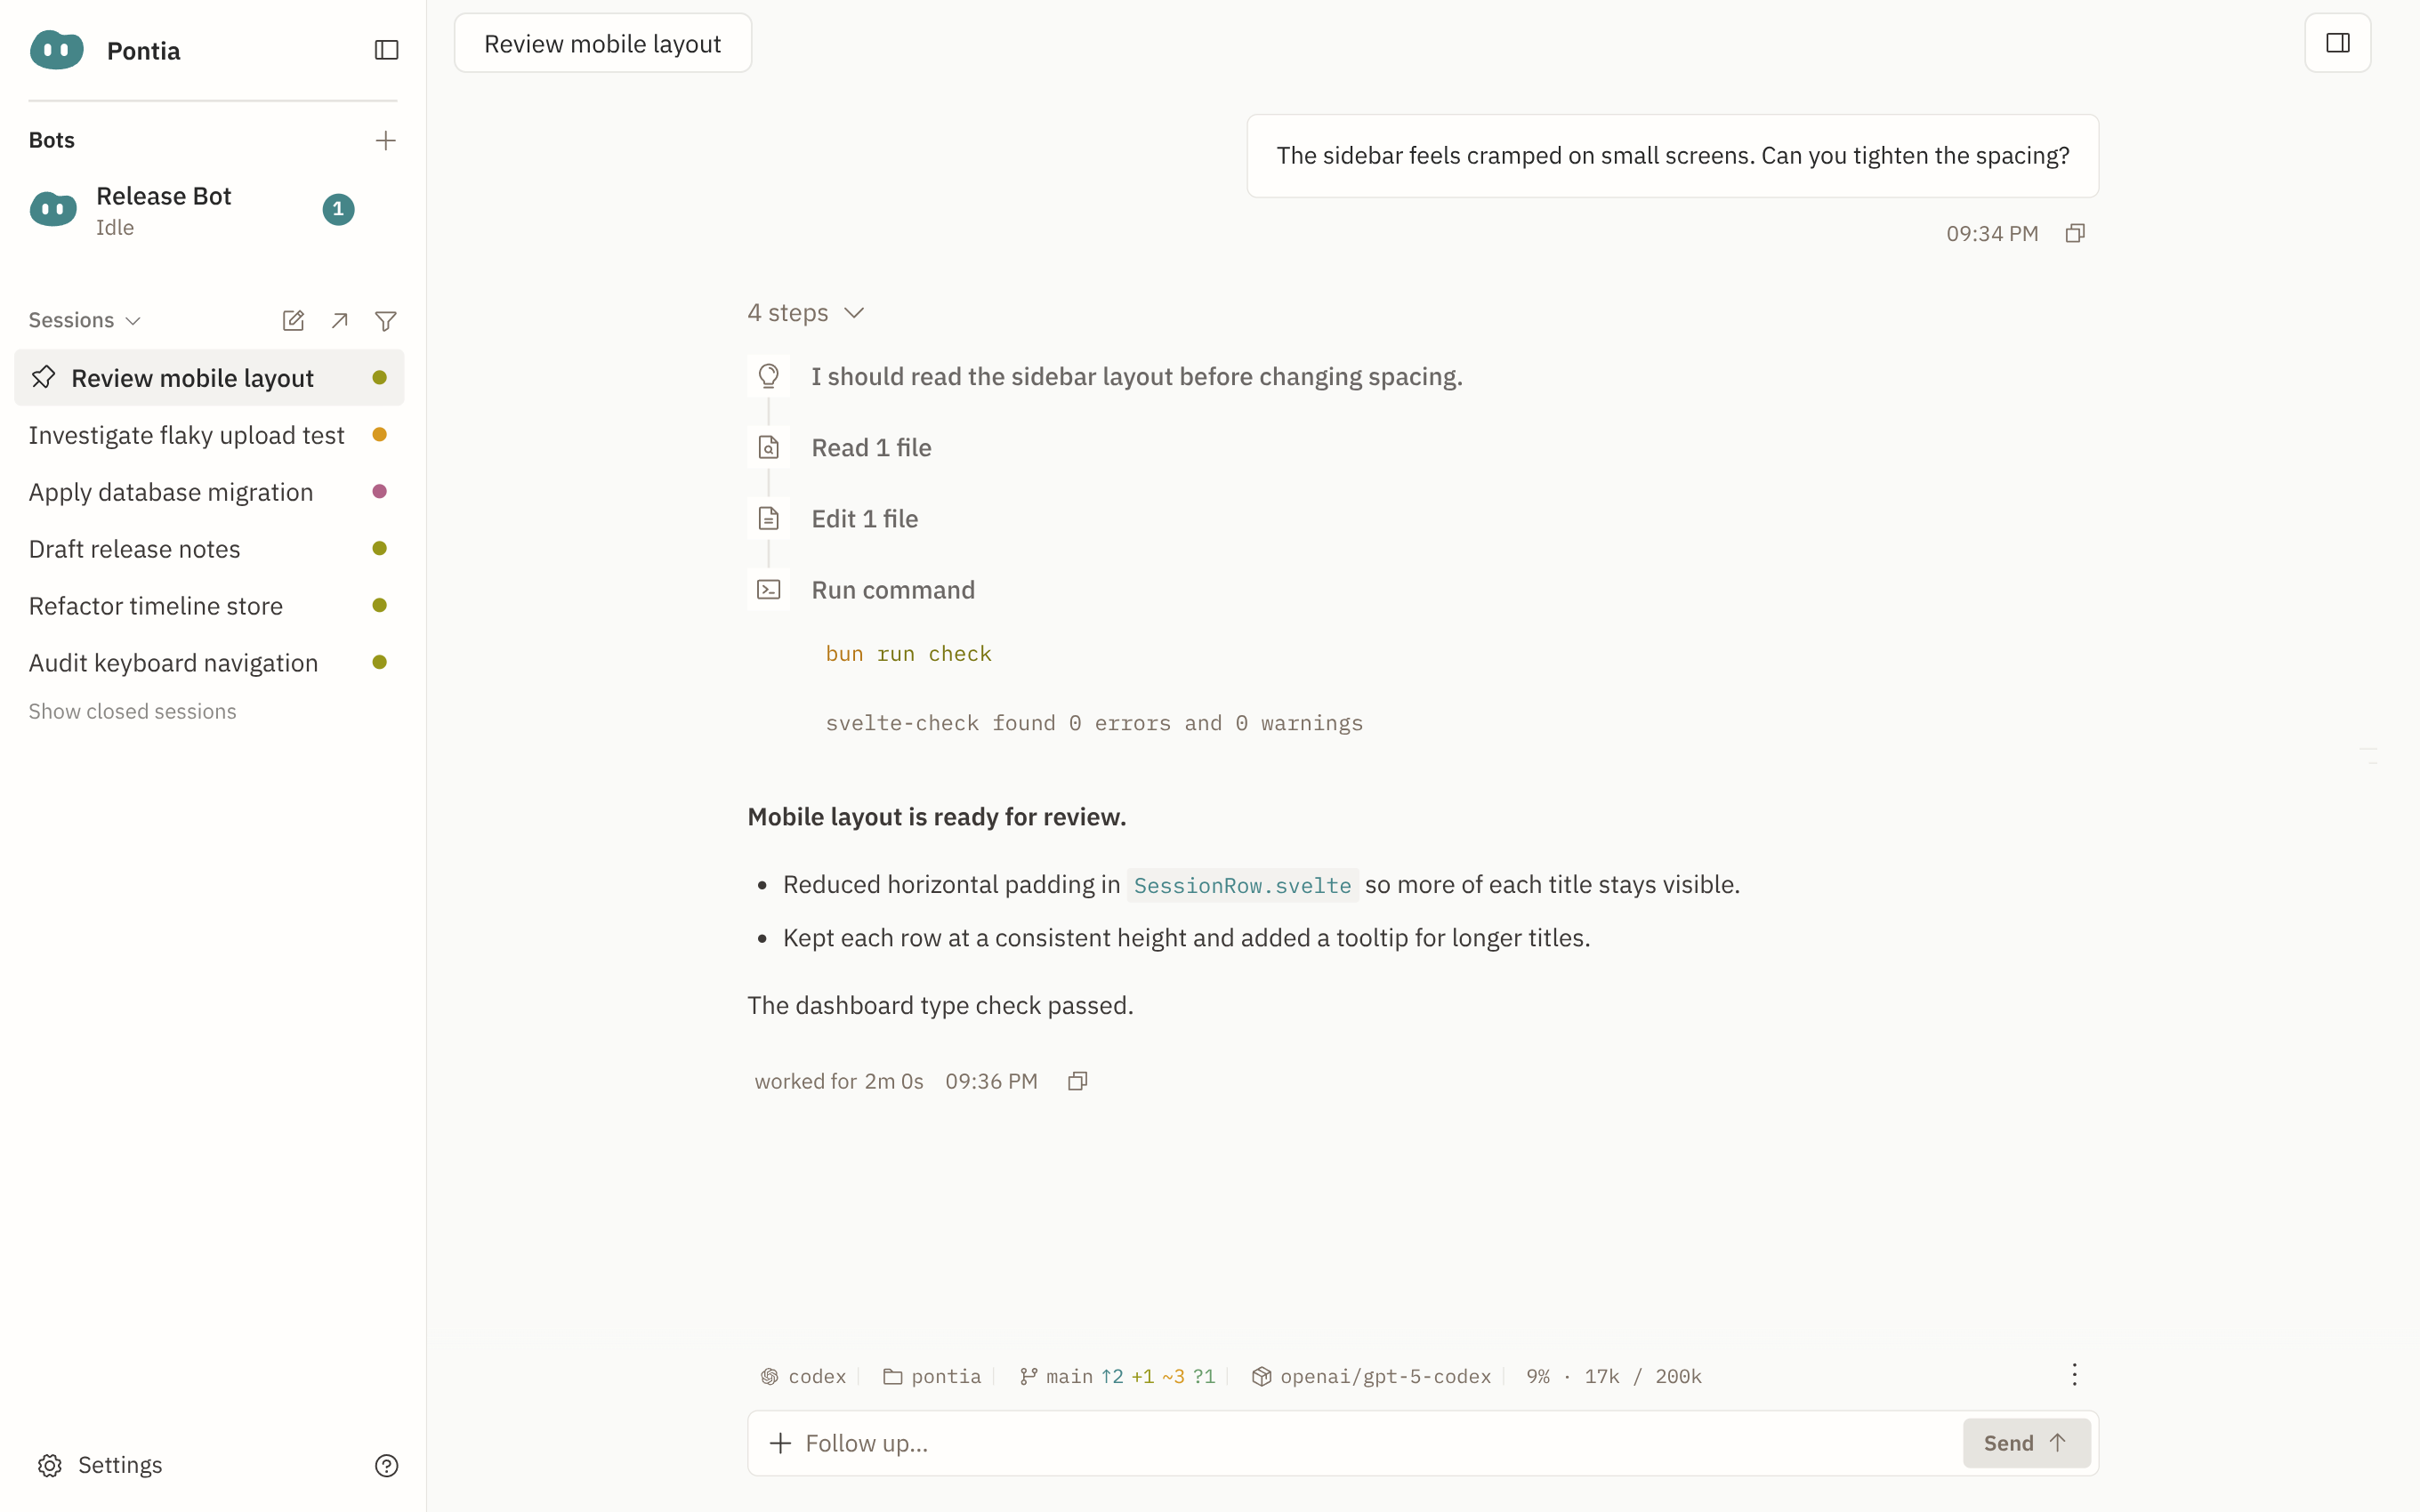 Pontia
Bots
Release Bot
Idle
1
Sessions
Review mobile layout
Investigate flaky upload test
Apply database migration
Draft release notes
Refactor timeline store
Audit keyboard navigation
Show closed sessions
Settings
Review mobile layout
The sidebar feels cramped on small screens. Can you tighten the spacing?
09:34 PM
4 steps
I should read the sidebar layout before changing spacing.
Read 1 file
Edit 1 file
Run command
bun run check
svelte-check found 0 errors and 0 warnings
Mobile layout is ready for review.
• Reduced horizontal padding in SessionRow.svelte so more of each title stays visible.
• Kept each row at a consistent height and added a tooltip for longer titles.
The dashboard type check passed.
worked for 2m 0s 09:36 PM
codex pontia main ↑2 +1 ~3 ?1 openai/gpt-5-codex 9% · 17k / 200k
Follow up...
Send